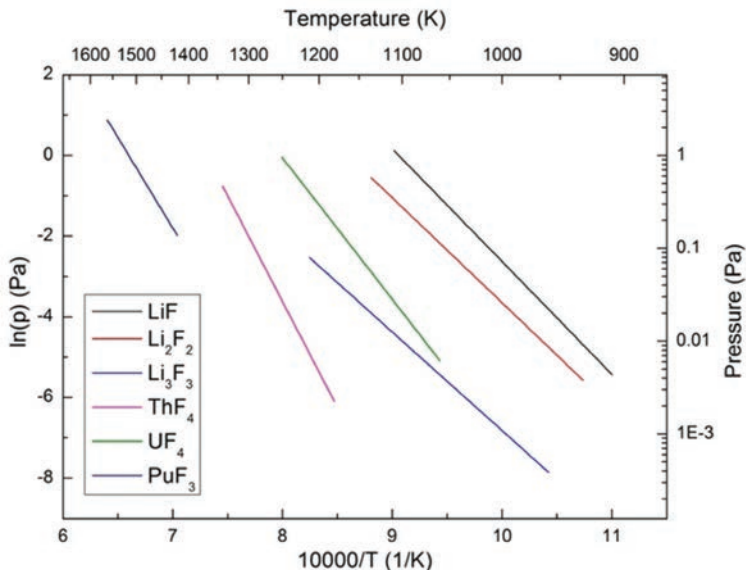 Temperature (K)
1600 1500 1400 1300 1200 1100 1000 900
2
0
-2
-4
-6
-8
ln(p) (Pa)
1
0.1
0.01
1E-3
Pressure (Pa)
LiF
Li₂F₂
Li₃F₃
ThF₄
UF₄
PuF₃
6 7 8 9 10 11
10000/T (1/K)